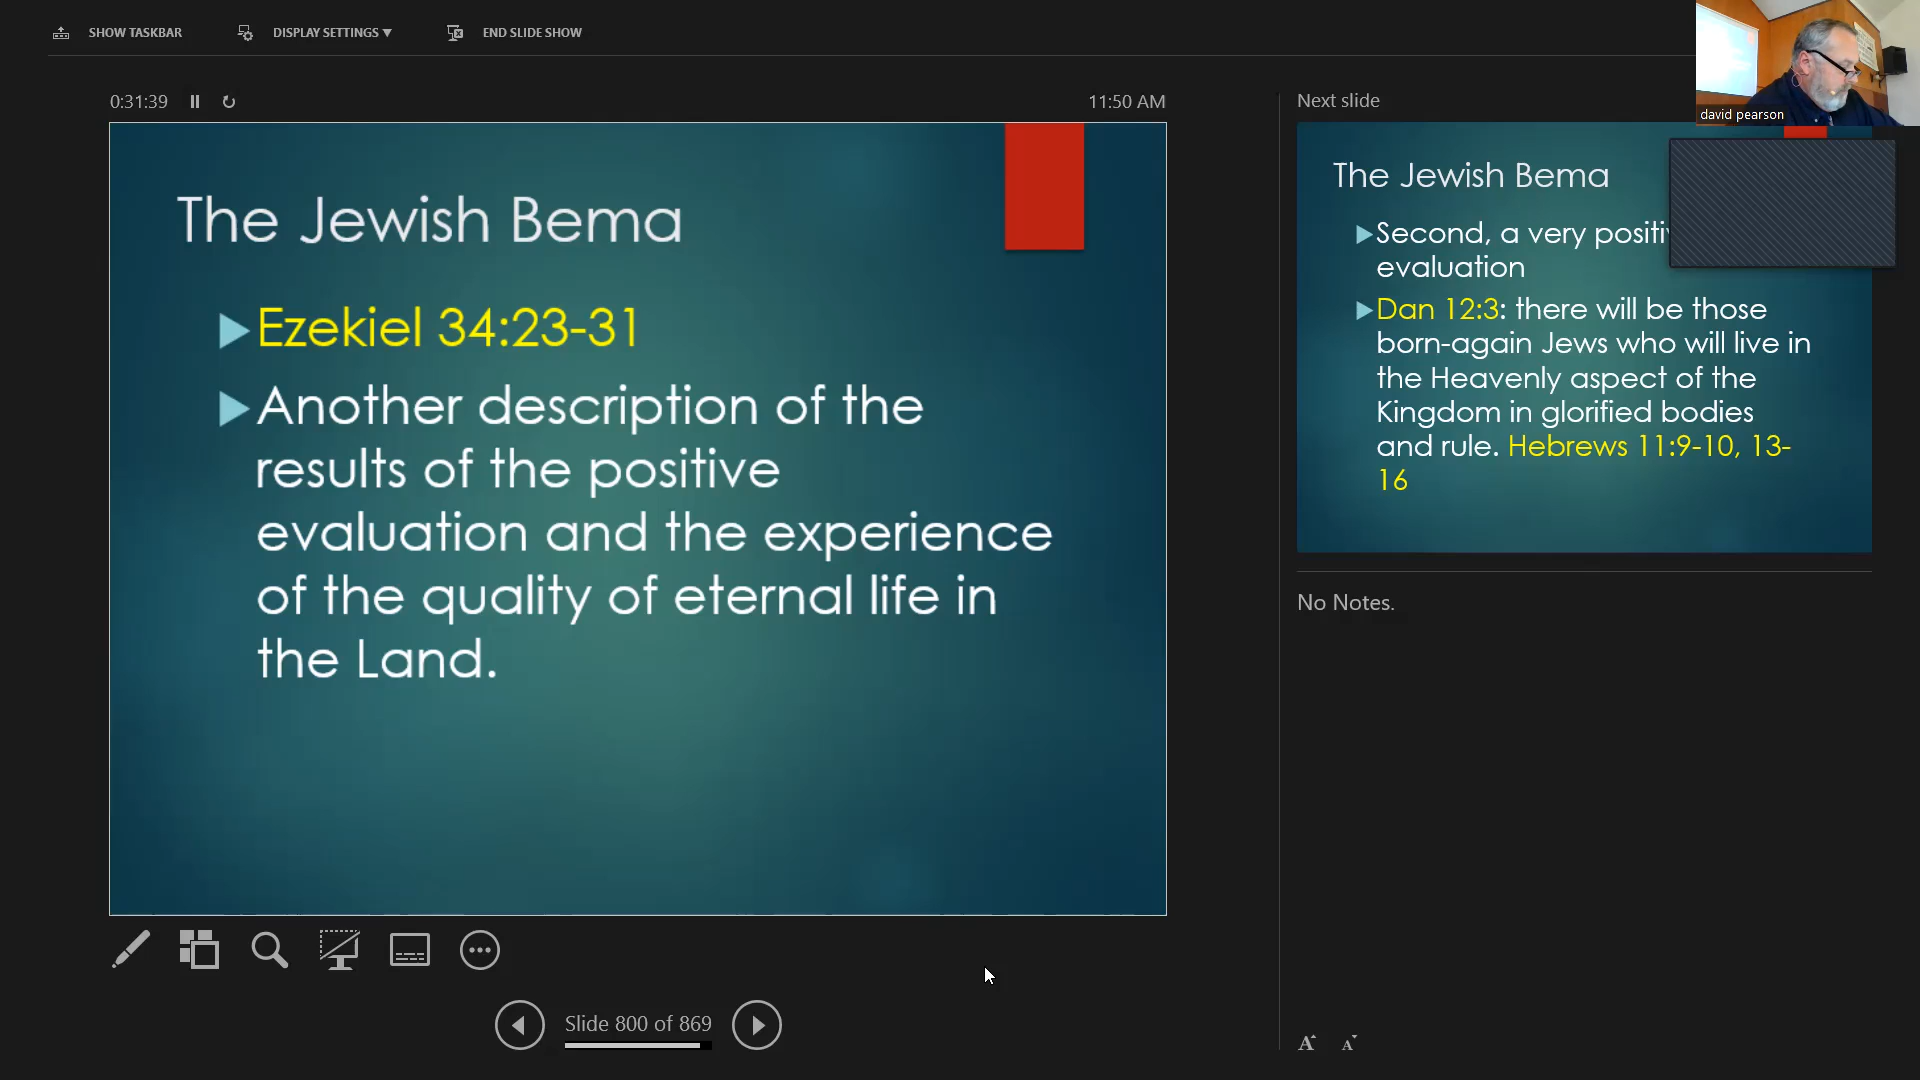 SHOW TASKBAR
DISPLAY SETTINGS ▼
END SLIDE SHOW
0:31:39
11:50 AM
The Jewish Bema
Ezekiel 34:23-31
Another description of the
results of the positive
evaluation and the experience
of the quality of eternal life in
the Land.
Slide 800 of 869
Next slide
david pearson
The Jewish Bema
Second, a very
evaluation
Dan 12:3: there will be those
born-again Jews who will live in
the Heavenly aspect of the
Kingdom in glorified bodies
and rule. Hebrews 11:9-10, 13-
16
No Notes.
A A